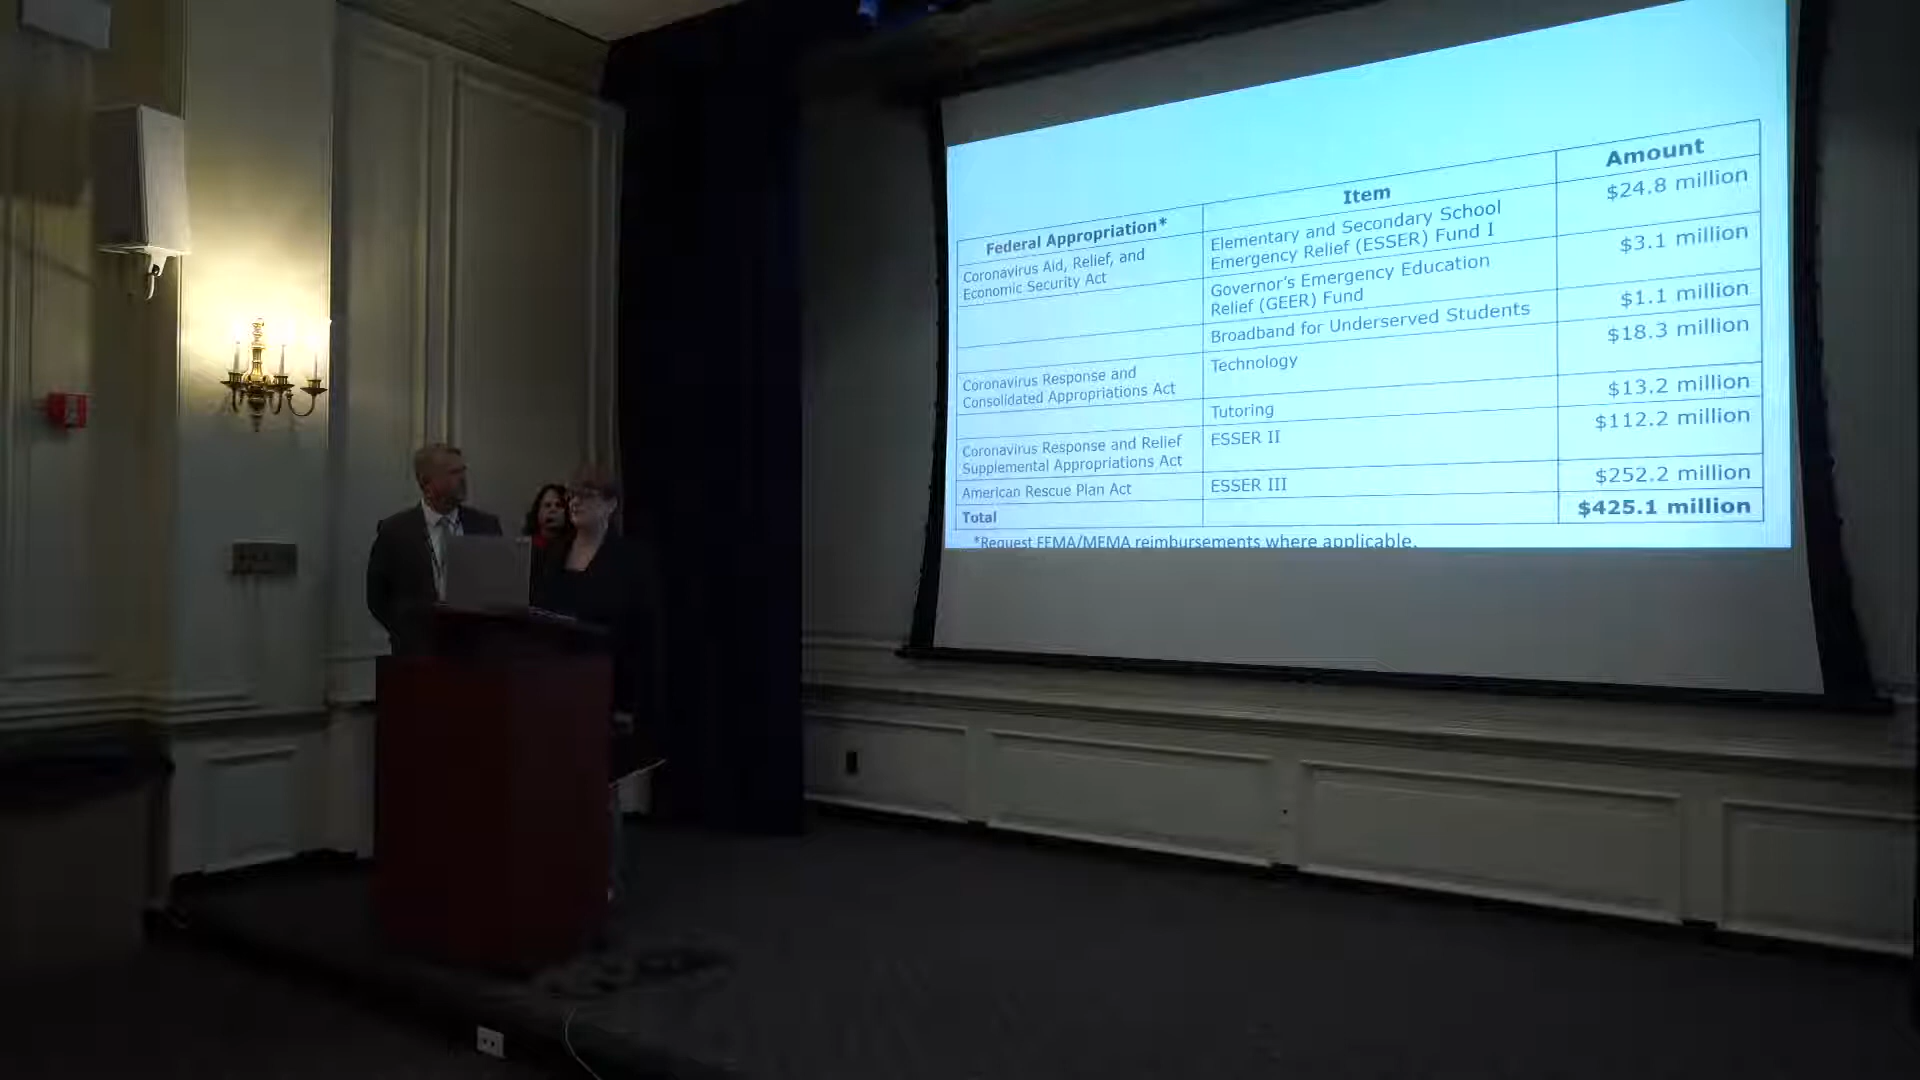 Federal Appropriation*
Item
Amount
Coronavirus Aid, Relief, and
Economic Security Act
Elementary and Secondary School
Emergency Relief (ESSER) Fund I
$24.8 million
Governor's Emergency Education
Relief (GEER) Fund
$3.1 million
Broadband for Underserved Students
$1.1 million
Coronavirus Response and
Consolidated Appropriations Act
Technology
$18.3 million
Tutoring
$13.2 million
Coronavirus Response and Relief
Supplemental Appropriations Act
ESSER II
$112.2 million
American Rescue Plan Act
ESSER III
$252.2 million
Total
$425.1 million
*Request FEMA/MEMA reimbursements where applicable.